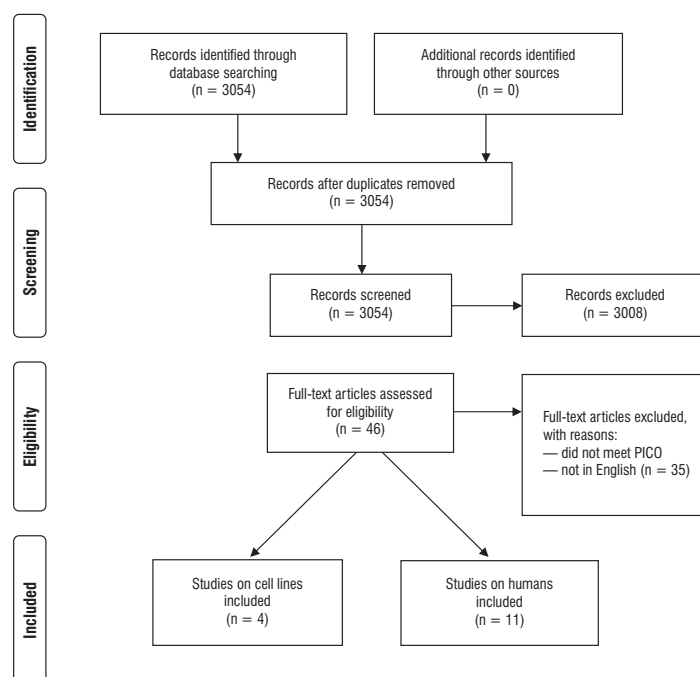 Identification
Records identified through
database searching
(n = 3054)
Additional records identified
through other sources
(n = 0)
Records after duplicates removed
(n = 3054)
Screening
Records screened
(n = 3054)
Records excluded
(n = 3008)
Eligibility
Full-text articles assessed
for eligibility
(n = 46)
Full-text articles excluded,
with reasons:
— did not meet PICO
— not in English (n = 35)
Included
Studies on cell lines
included
(n = 4)
Studies on humans
included
(n = 11)